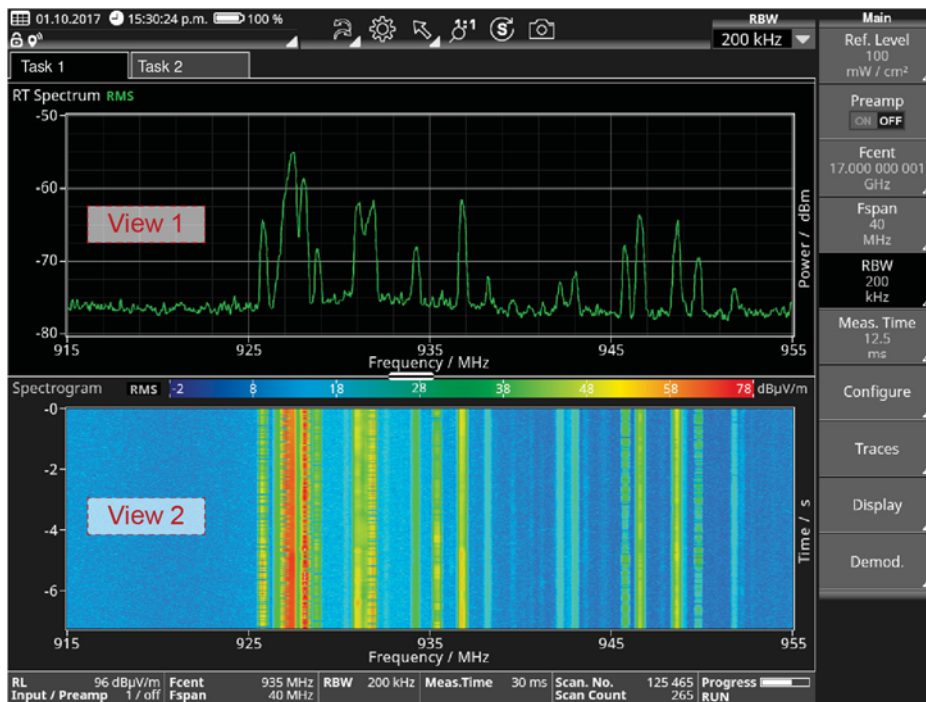 01.10.2017 15:30:24 p.m. 100 %
RBW
200 kHz
Task 1 Task 2
RT Spectrum RMS
-50
-60
-70
-80
View 1
Power / dBm
915 925 935 945 955
Frequency / MHz
Spectrogram RMS -2 8 18 28 38 48 58 78 dBµV/m
-0
-2
-4
-6
View 2
Time / s
915 925 935 945 955
Frequency / MHz
RL 96 dBµV/m Fcent 935 MHz RBW 200 kHz Meas.Time 30 ms Scan. No. 125 465 Progress
Input / Preamp 1 / off Fspan 40 MHz Scan Count 265 RUN
Main
Ref. Level
100
mW / cm²
Preamp
ON OFF
Fcent
17.000 000 001
GHz
Fspan
40
MHz
RBW
200
kHz
Meas. Time
12.5
ms
Configure
Traces
Display
Demod.